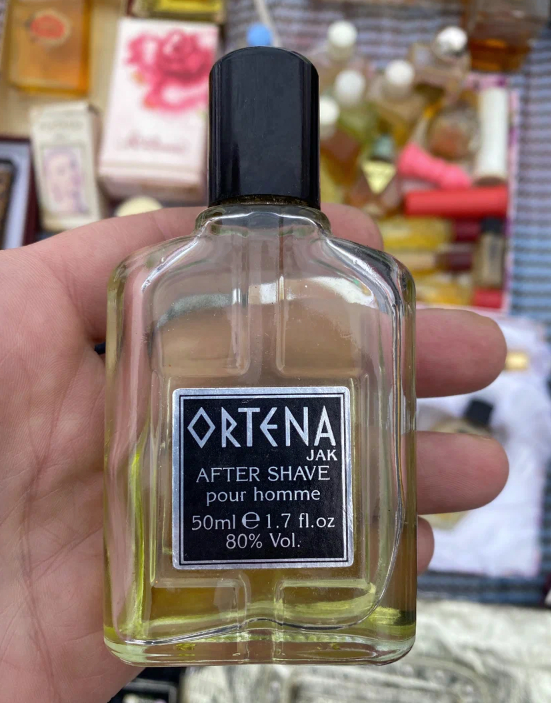 ORTENA
JAK
AFTER SHAVE
pour homme
50ml ℮ 1.7 fl.oz
80% Vol.